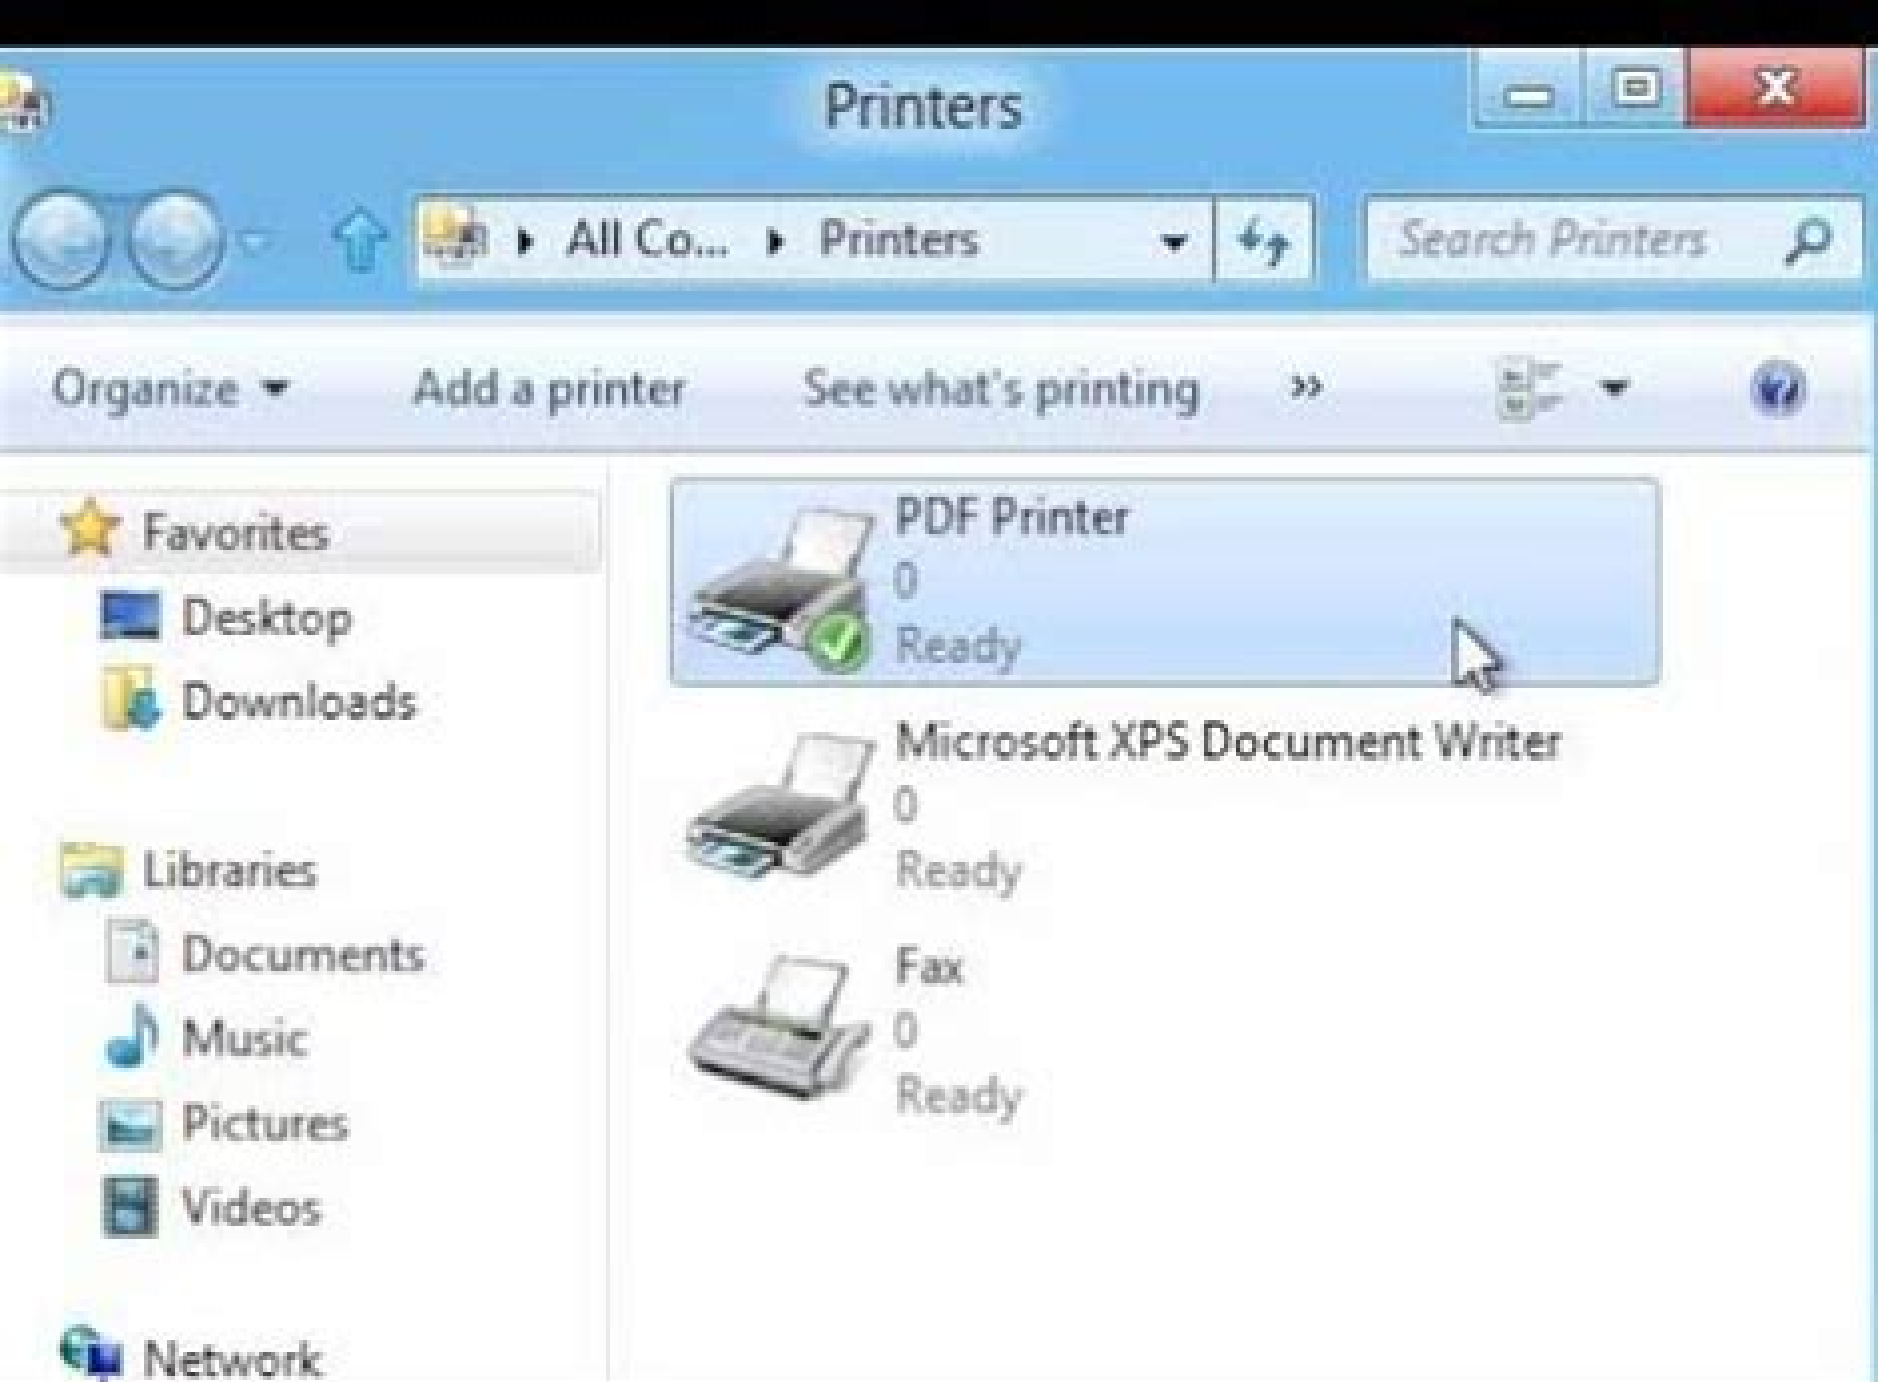 Printers
All Co... Printers
Search Printers
Organize Add a printer See what's printing »
Favorites
Desktop
Downloads
Libraries
Documents
Music
Pictures
Videos
Network
PDF Printer
0
Ready
Microsoft XPS Document Writer
0
Ready
Fax
0
Ready